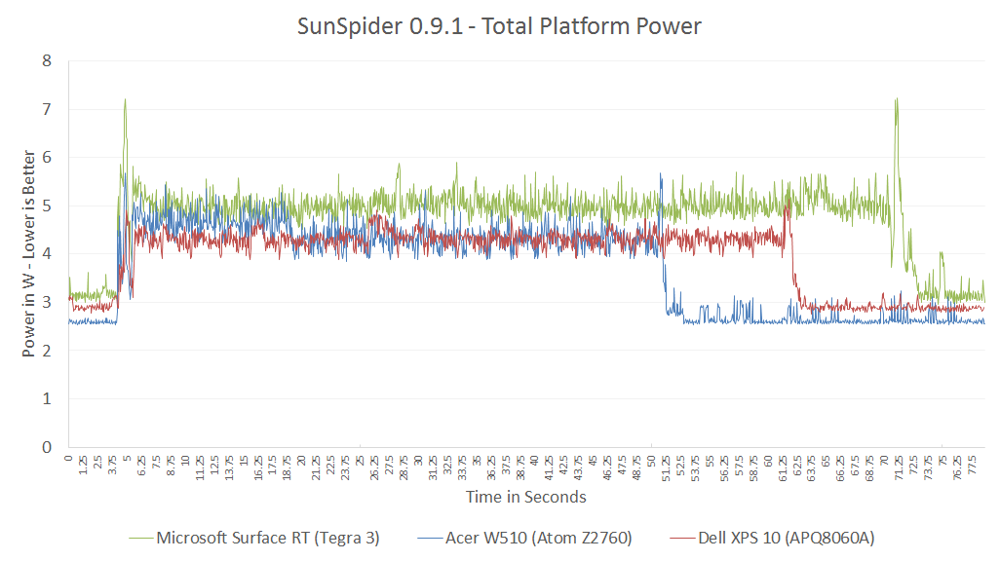 SunSpider 0.9.1 - Total Platform Power
Power in W - Lower is Better
8
7
6
5
4
3
2
1
0
0 1.25 2.5 3.75 5 6.25 7.5 8.75 10 11.25 12.5 13.75 15 16.25 17.5 18.75 20 21.25 22.5 23.75 25 26.25 27.5 28.75 30 31.25 32.5 33.75 35 36.25 37.5 38.75 40 41.25 42.5 43.75 45 46.25 47.5 48.75 50 51.25 52.5 53.75 55 56.25 57.5 58.75 60 61.25 62.5 63.75 65 66.25 67.5 68.75 70 71.25 72.5 73.75 75 76.25 77.5
Time in Seconds
Microsoft Surface RT (Tegra 3) Acer W510 (Atom Z2760) Dell XPS 10 (APQ8060A)